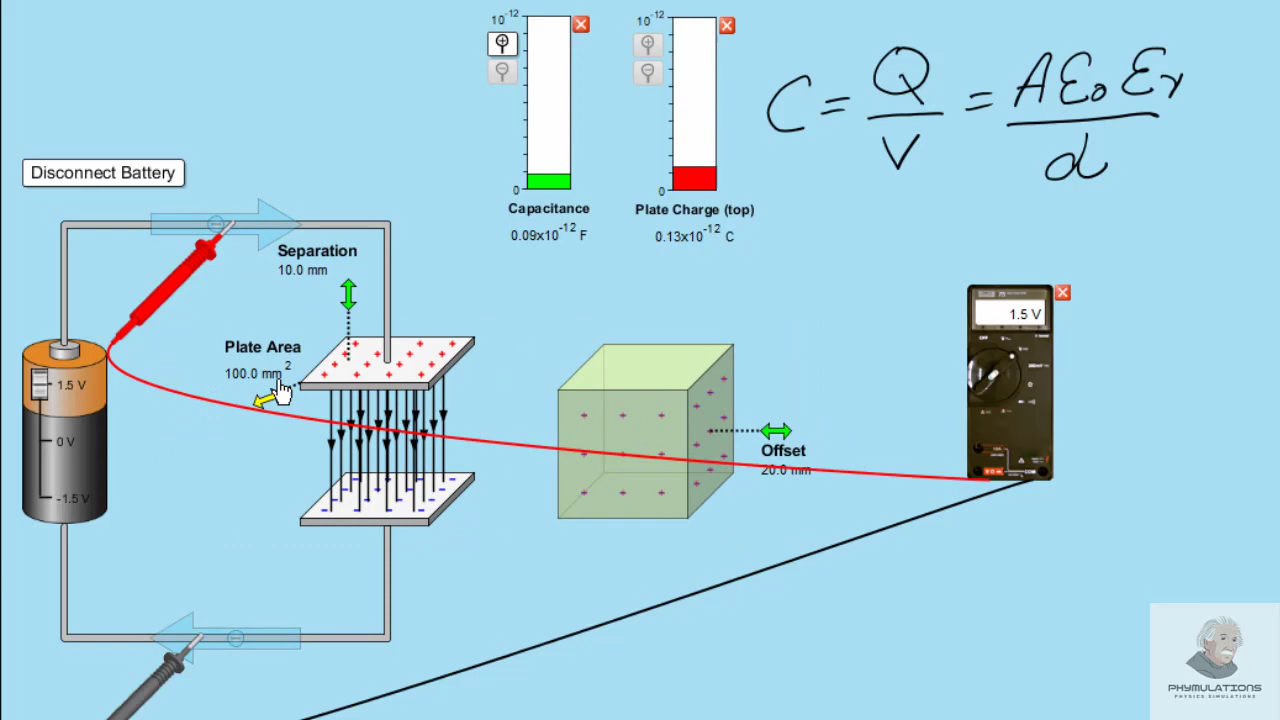 10⁻¹²
0
Capacitance
0.09x10⁻¹² F
10⁻¹²
0
Plate Charge (top)
0.13x10⁻¹² C
C = Q/V = Aε₀εᵣ/d
Disconnect Battery
Separation
10.0 mm
Plate Area
100.0 mm²
1.5 V
0 V
-1.5 V
Offset
20.0 mm
1.5 V
PHYMULATIONS
PHYSICS SIMULATIONS